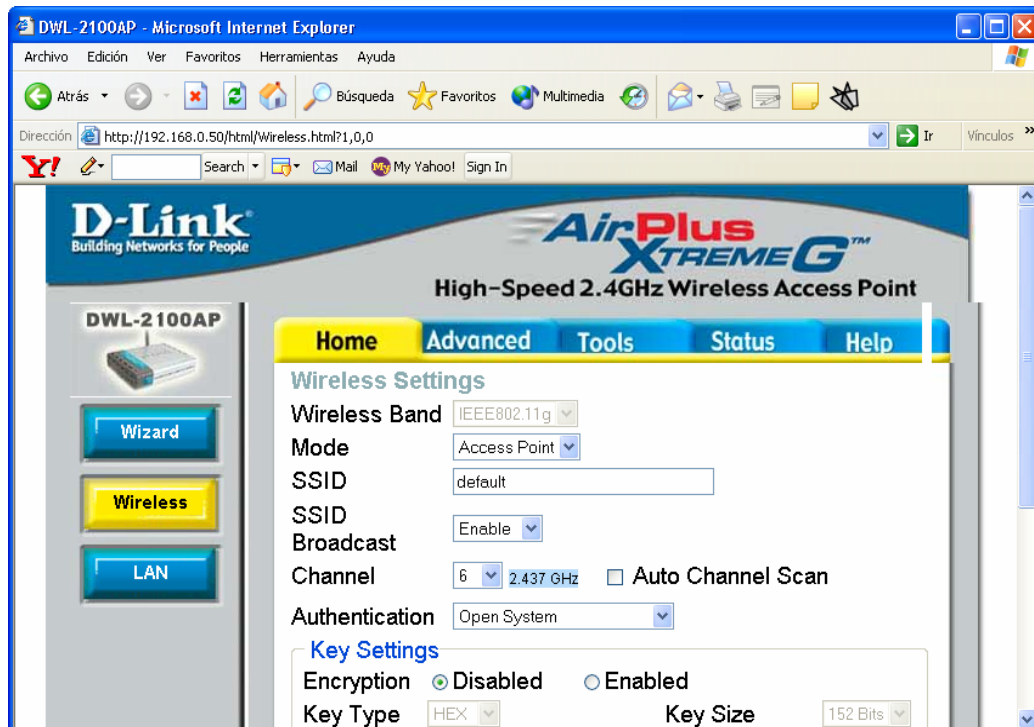 DWL-2100AP - Microsoft Internet Explorer
Archivo Edición Ver Favoritos Herramientas Ayuda
Atrás Búsqueda Favoritos Multimedia
Dirección http://192.168.0.50/html/Wireless.html?1,0,0 Ir Vínculos »
Y! Search Mail My My Yahoo! Sign In
D-Link
Building Networks for People
AirPlus
XTREME G™
High-Speed 2.4GHz Wireless Access Point
DWL-2100AP
Home Advanced Tools Status Help
Wizard
Wireless
LAN
Wireless Settings
Wireless Band IEEE802.11g
Mode Access Point
SSID default
SSID
Broadcast Enable
Channel 6 2.437 GHz Auto Channel Scan
Authentication Open System
Key Settings
Encryption Disabled Enabled
Key Type HEX Key Size 152 Bits